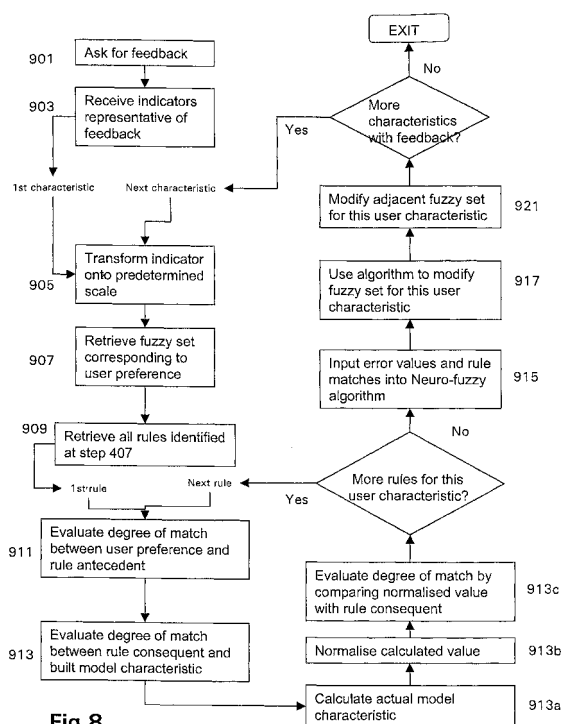 EXIT
901
Ask for feedback
903
Receive indicators
representative of
feedback
No
More
characteristics
with feedback?
Yes
1st characteristic
Next characteristic
Modify adjacent fuzzy set
for this user characteristic
921
905
Transform indicator
onto predetermined
scale
Use algorithm to modify
fuzzy set for this user
characteristic
917
907
Retrieve fuzzy set
corresponding to
user preference
Input error values and rule
matches into Neuro-fuzzy
algorithm
915
909
Retrieve all rules identified
at step 407
No
1st rule
Next rule
Yes
More rules for this
user characteristic?
911
Evaluate degree of match
between user preference and
rule antecedent
Evaluate degree of match by
comparing normalised value
with rule consequent
913c
913
Evaluate degree of match
between rule consequent and
built model characteristic
Normalise calculated value
913b
Calculate actual model
characteristic
913a
Fig 8